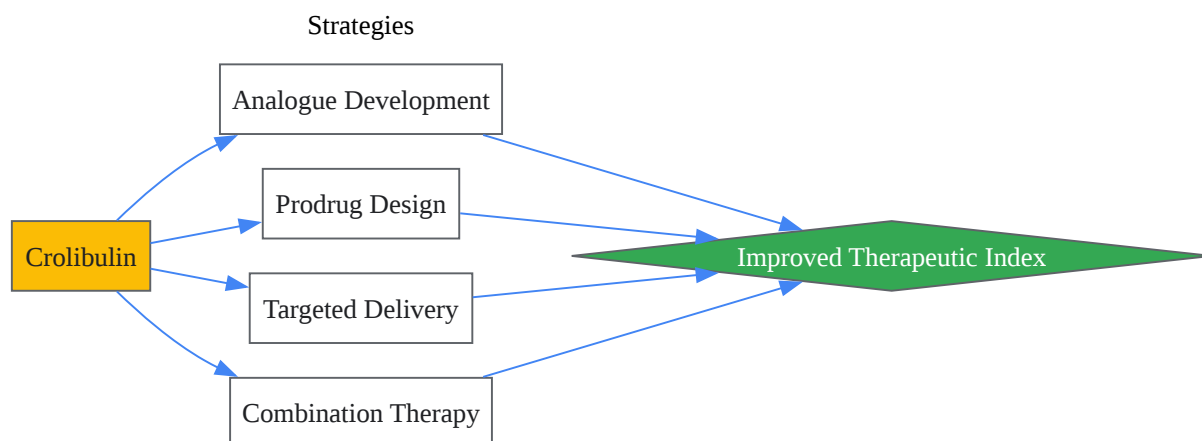 Strategies
Analogue Development
Prodrug Design
Crolibulin
Improved Therapeutic Index
Targeted Delivery
Combination Therapy